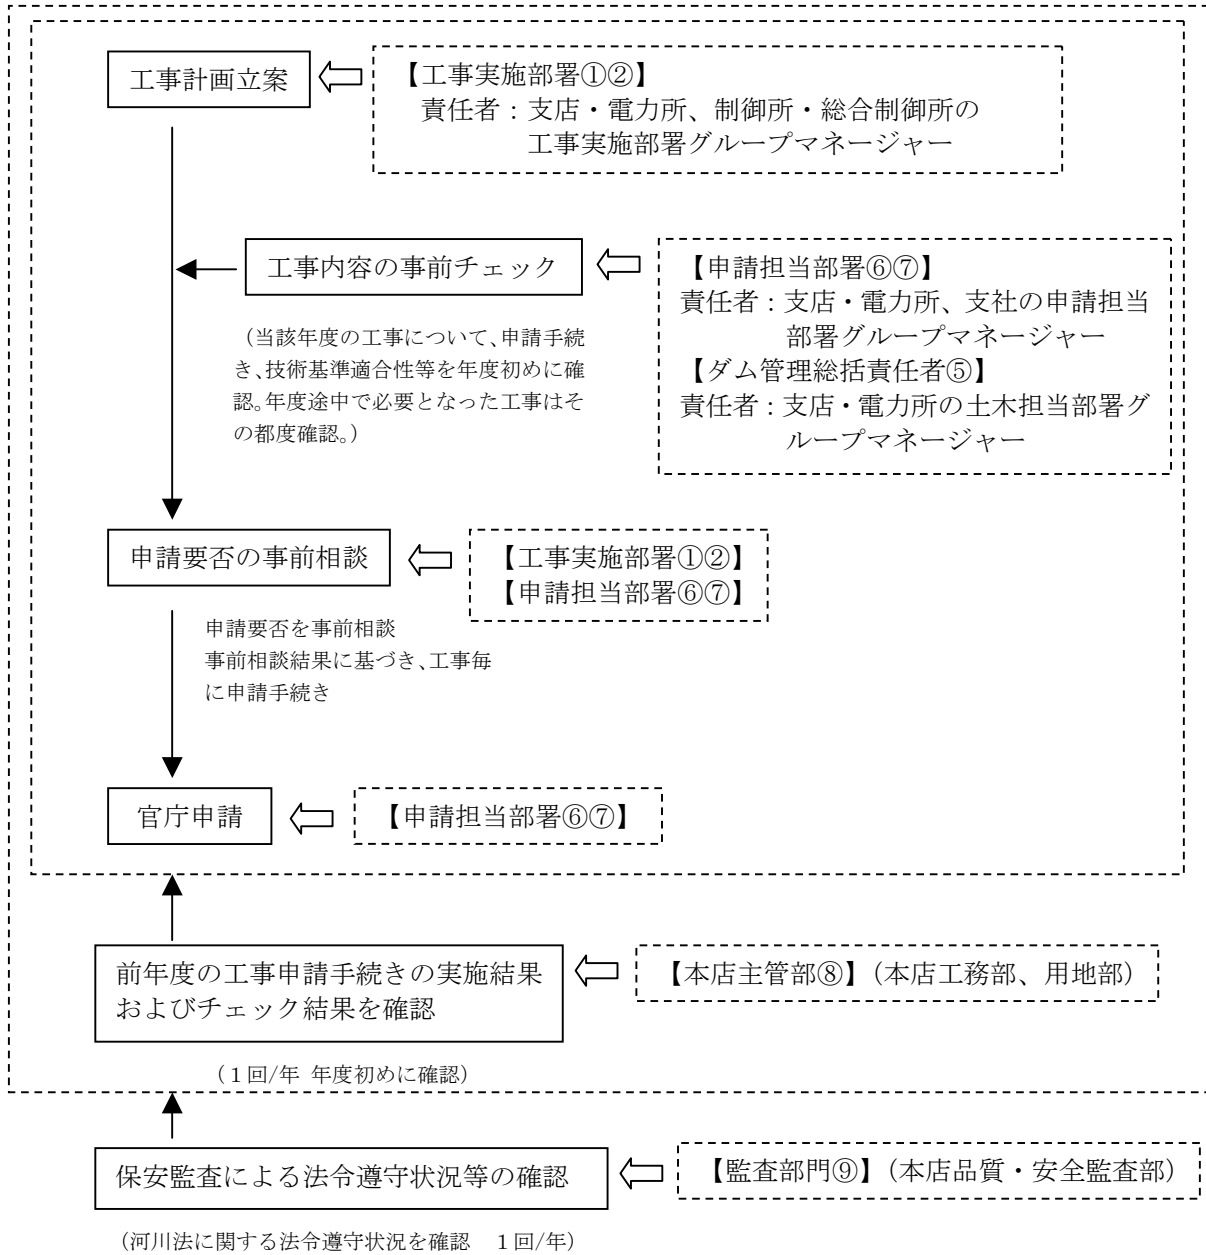 工事計画立案
【工事実施部署①②】
責任者：支店・電力所、制御所・総合制御所の
工事実施部署グループマネージャー
工事内容の事前チェック
（当該年度の工事について、申請手続
き、技術基準適合性等を年度初めに確
認。年度途中で必要となった工事はそ
の都度確認。）
【申請担当部署⑥⑦】
責任者：支店・電力所、支社の申請担当
部署グループマネージャー
【ダム管理総括責任者⑤】
責任者：支店・電力所の土木担当部署グ
ループマネージャー
申請要否の事前相談
【工事実施部署①②】
【申請担当部署⑥⑦】
申請要否を事前相談
事前相談結果に基づき、工事毎
に申請手続き
官庁申請
【申請担当部署⑥⑦】
前年度の工事申請手続きの実施結果
およびチェック結果を確認
【本店主管部⑧】（本店工務部、用地部）
（１回/年 年度初めに確認）
保安監査による法令遵守状況等の確認
【監査部門⑨】（本店品質・安全監査部）
（河川法に関する法令遵守状況を確認　１回/年）